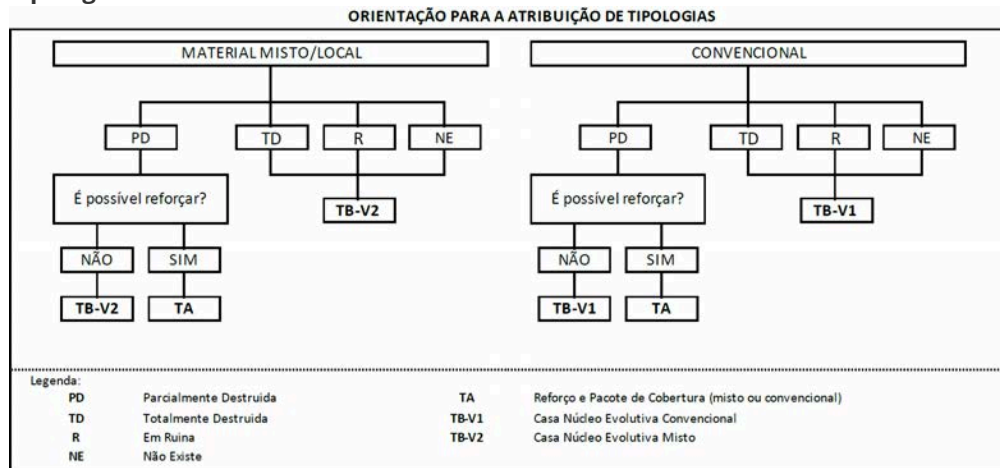 ORIENTAÇÃO PARA A ATRIBUIÇÃO DE TIPOLOGIAS
MATERIAL MISTO/LOCAL
CONVENCIONAL
PD
TD
R
NE
PD
TD
R
NE
É possível reforçar?
TB-V2
É possível reforçar?
TB-V1
NÃO
SIM
NÃO
SIM
TB-V2
TA
TB-V1
TA
Legenda:
PD Parcialmente Destruida TA Reforço e Pacote de Cobertura (misto ou convencional)
TD Totalmente Destruida TB-V1 Casa Núcleo Evolutiva Convencional
R Em Ruina TB-V2 Casa Núcleo Evolutiva Misto
NE Não Existe